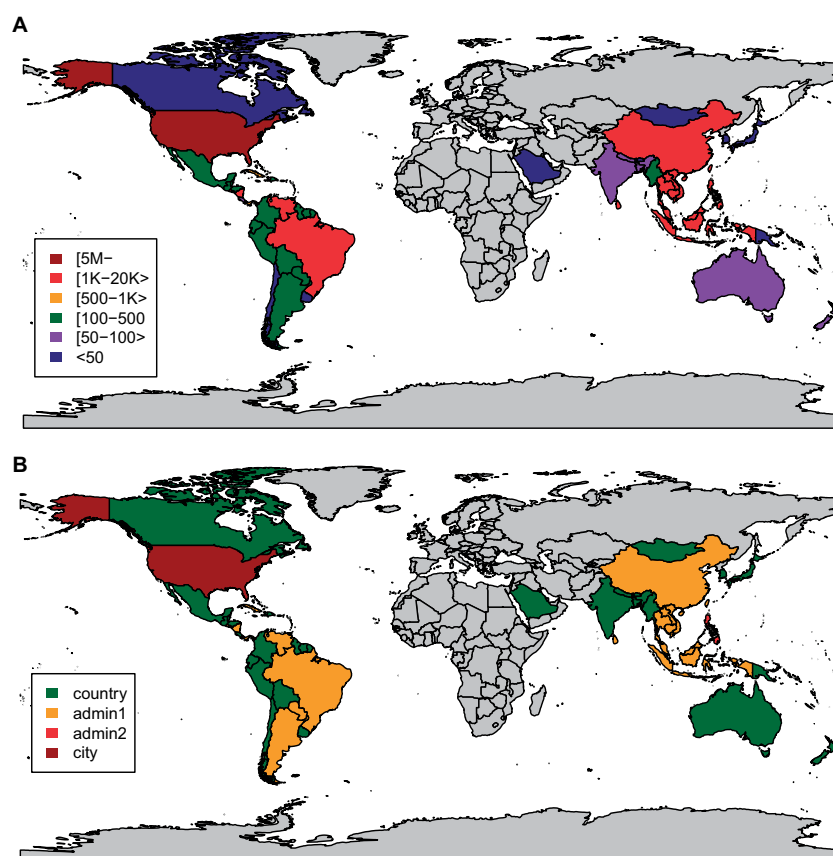 A
[5M−
[1K−20K>
[500−1K>
[100−500
[50−100>
<50
B
country
admin1
admin2
city